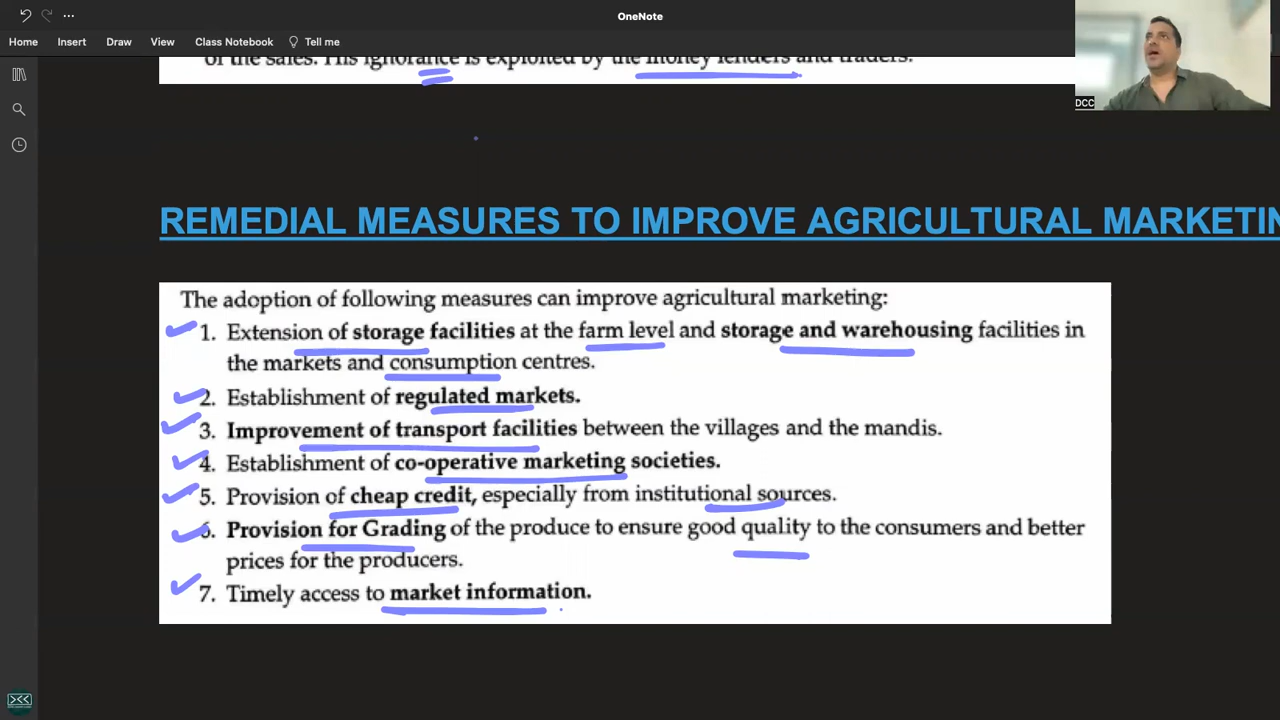 OneNote
Home Insert Draw View Class Notebook Tell me
of the sales. His ignorance is exploited by the money lenders and traders.
DCC
REMEDIAL MEASURES TO IMPROVE AGRICULTURAL MARKETIN
The adoption of following measures can improve agricultural marketing:
1. Extension of storage facilities at the farm level and storage and warehousing facilities in
the markets and consumption centres.
2. Establishment of regulated markets.
3. Improvement of transport facilities between the villages and the mandis.
4. Establishment of co-operative marketing societies.
5. Provision of cheap credit, especially from institutional sources.
6. Provision for Grading of the produce to ensure good quality to the consumers and better
prices for the producers.
7. Timely access to market information.